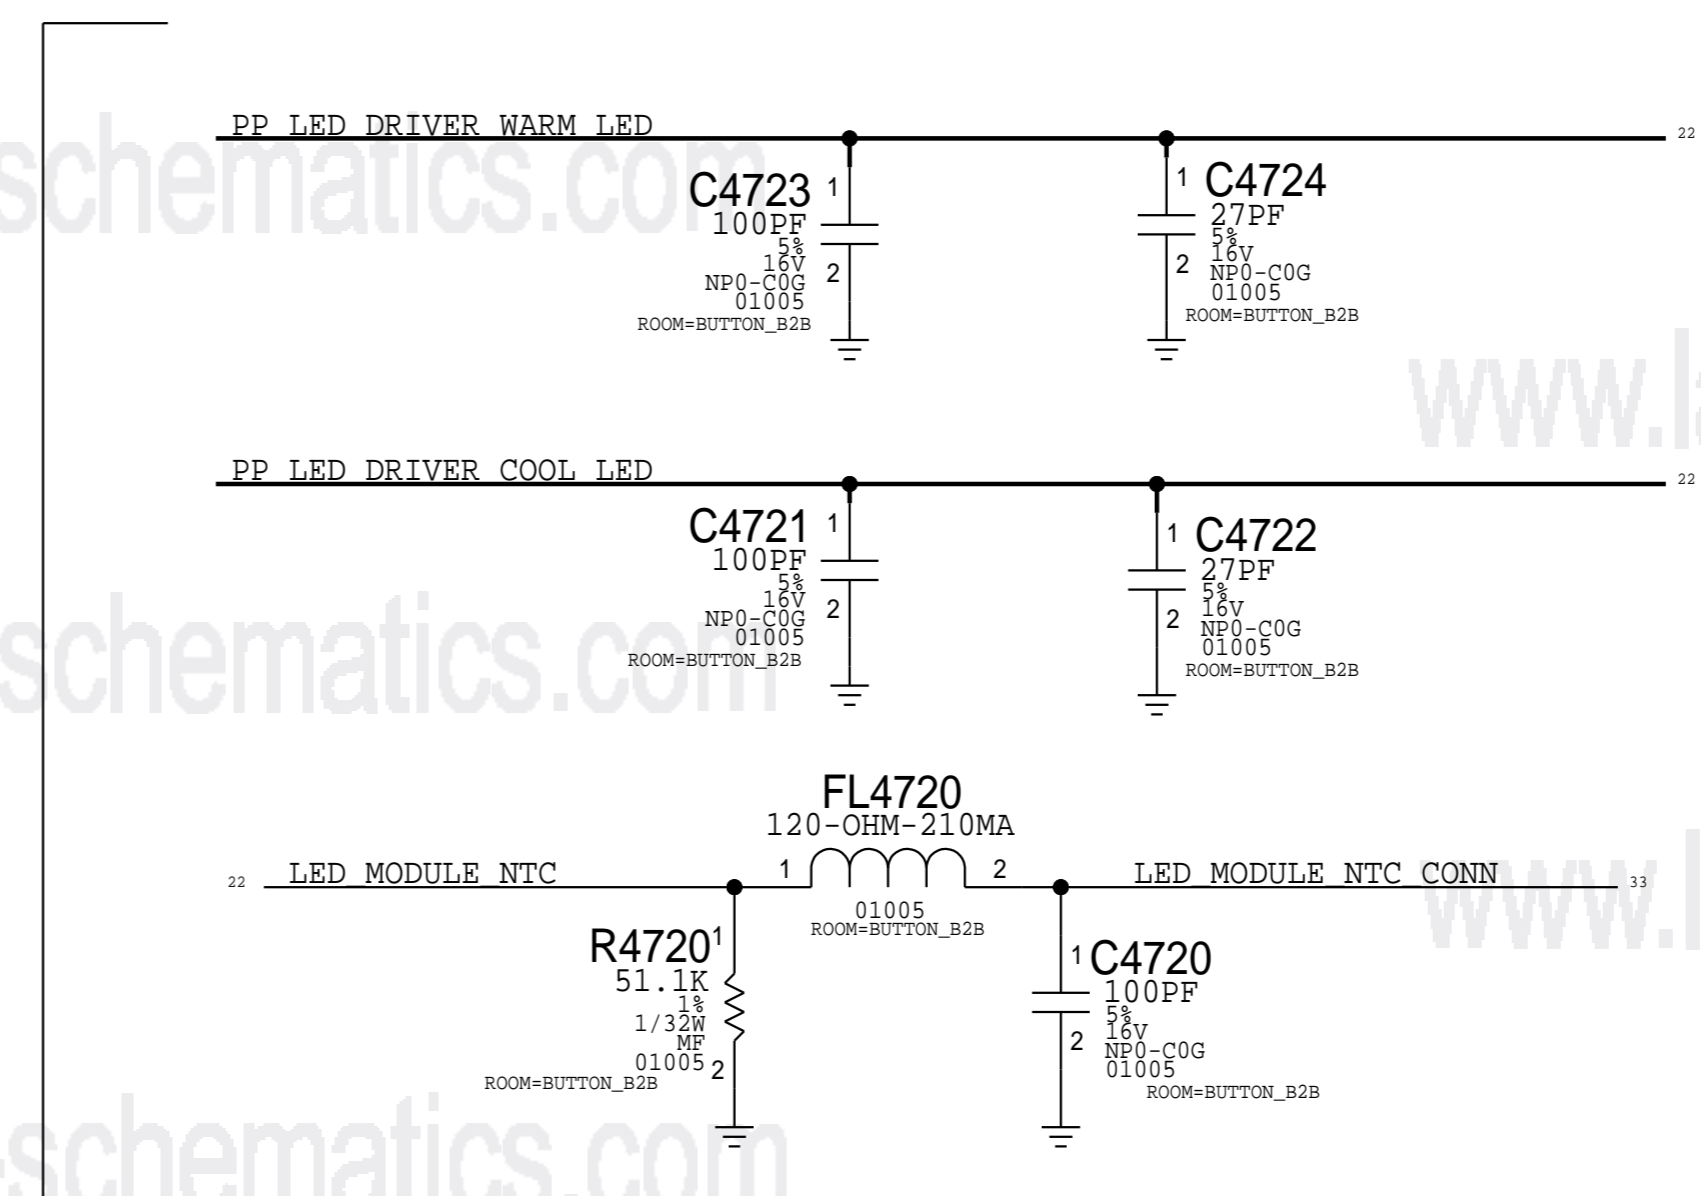 PP_LED_DRIVER_WARM_LED
22
C4723
1
100PF
5%
16V
2
NP0-C0G
01005
ROOM=BUTTON_B2B
1
C4724
27PF
5%
16V
2
NP0-C0G
01005
ROOM=BUTTON_B2B
schematics.com
www.la
PP_LED_DRIVER_COOL_LED
22
C4721
1
100PF
5%
16V
2
NP0-C0G
01005
ROOM=BUTTON_B2B
1
C4722
27PF
5%
16V
2
NP0-C0G
01005
ROOM=BUTTON_B2B
schematics.com
FL4720
120-OHM-210MA
22
LED_MODULE_NTC
1
2
LED_MODULE_NTC_CONN
33
01005
ROOM=BUTTON_B2B
www.l
R4720
1
51.1K
1%
1/32W
MF
01005
2
ROOM=BUTTON_B2B
1
C4720
100PF
5%
16V
2
NP0-C0G
01005
ROOM=BUTTON_B2B
-schematics.com